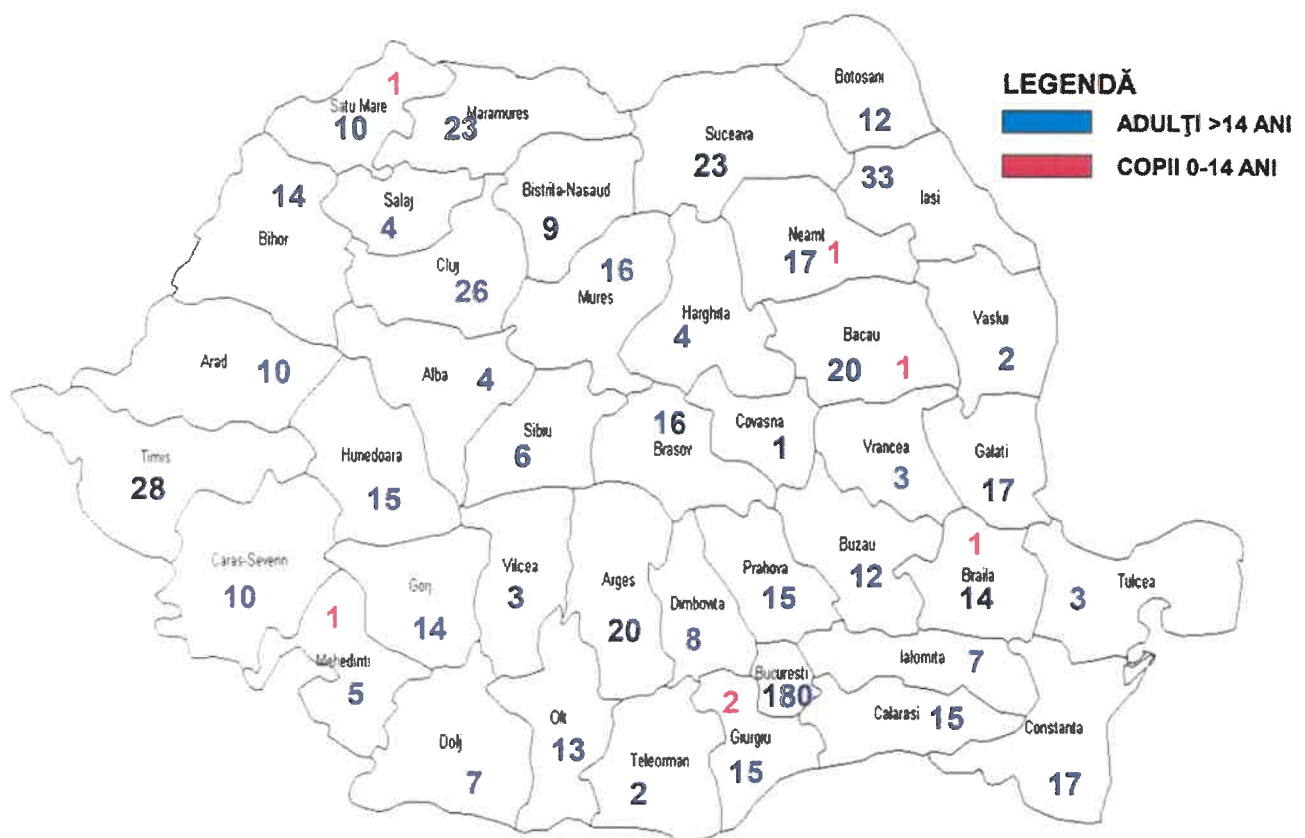 LEGENDĂ
ADULȚI >14 ANI
COPII 0-14 ANI
1
Satu Mare
10
Maramures
23
Suceava
23
Botosani
12
33
Iasi
14
Bihor
Salaj
4
Bistrita-Nasaud
9
Cluj
26
16
Mures
Harghita
4
Neamt
17
1
Bacau
20
1
Vaslui
2
Arad
10
Alba
4
Sibiu
6
16
Brasov
Covasna
1
Vrancea
3
Galati
17
Timis
28
Hunedoara
15
Caras-Severin
10
1
Mehedinti
5
Gorj
14
Vilcea
3
Arges
20
Dimbovita
8
Prahova
15
Buzau
12
1
Braila
14
Tulcea
3
Ialomita
7
Bucuresti
180
Calarasi
15
Constanta
17
Dolj
7
Olt
13
Teleorman
2
2
Giurgiu
15